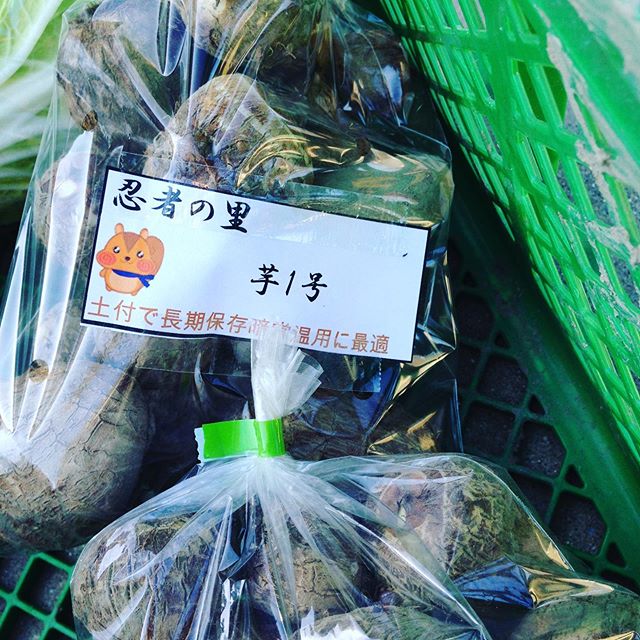 忍者の里
芋1号
土付で長期保存 温用に最適